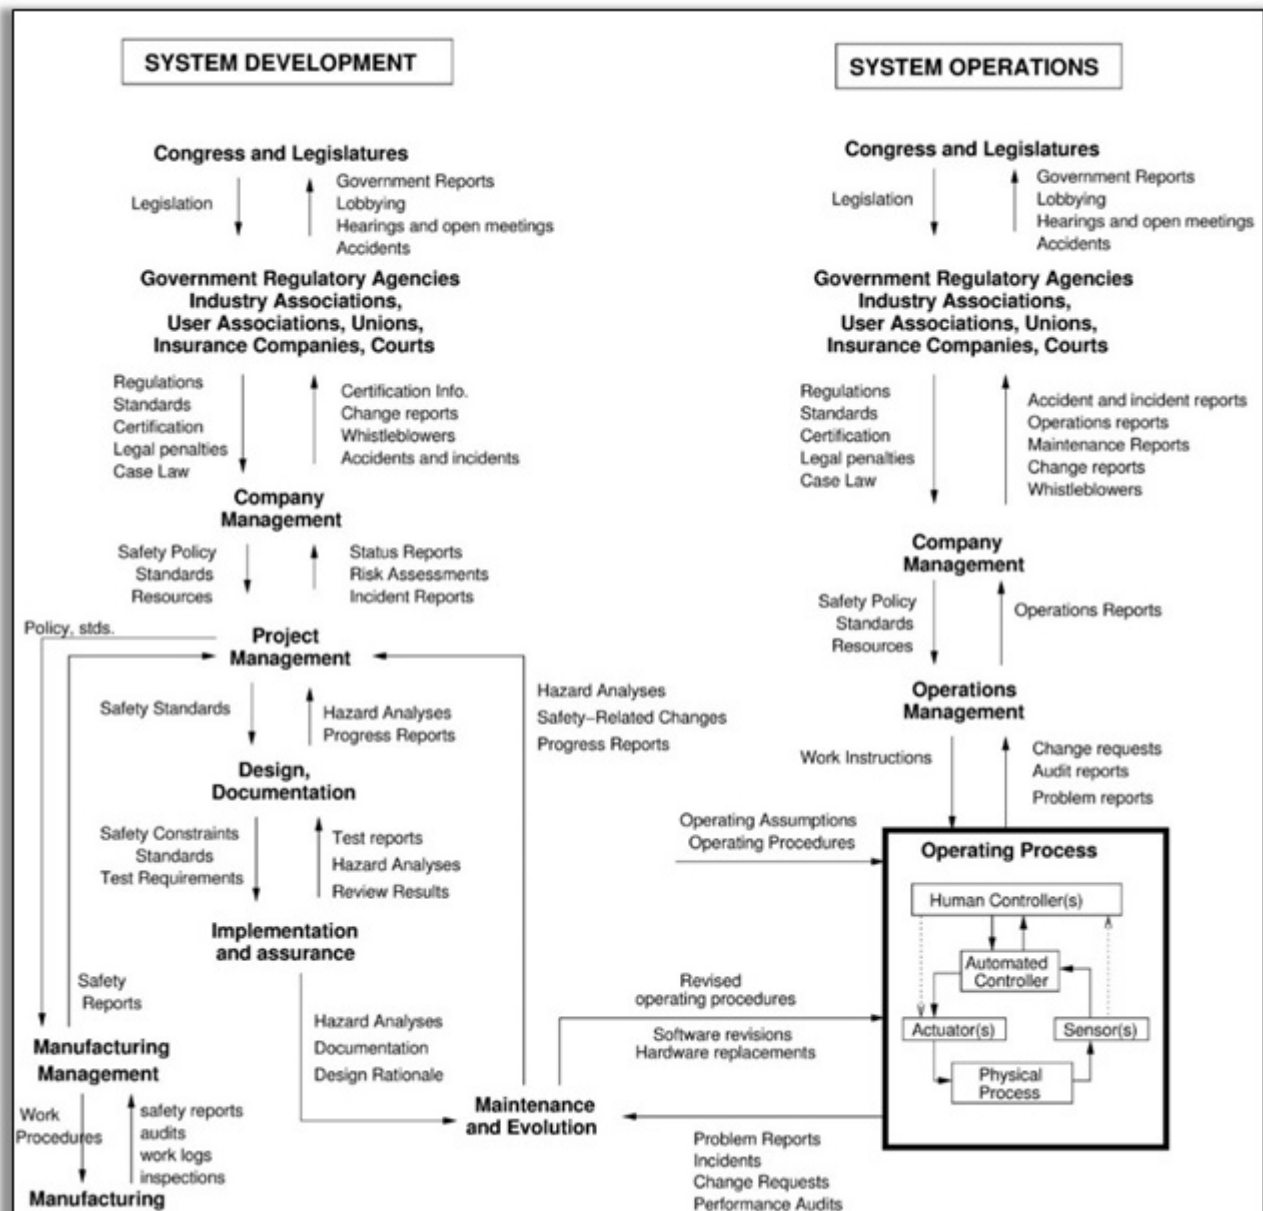 SYSTEM DEVELOPMENT
Congress and Legislatures
Legislation
Government Reports
Lobbying
Hearings and open meetings
Accidents
Government Regulatory Agencies
Industry Associations,
User Associations, Unions,
Insurance Companies, Courts
Regulations
Standards
Certification
Legal penalties
Case Law
Certification Info.
Change reports
Whistleblowers
Accidents and incidents
Company
Management
Safety Policy
Standards
Resources
Status Reports
Risk Assessments
Incident Reports
Policy, stds.
Project
Management
Safety Standards
Hazard Analyses
Progress Reports
Hazard Analyses
Safety-Related Changes
Progress Reports
Design,
Documentation
Safety Constraints
Standards
Test Requirements
Test reports
Hazard Analyses
Review Results
Implementation
and assurance
Safety
Reports
Hazard Analyses
Documentation
Design Rationale
Manufacturing
Management
Work
Procedures
safety reports
audits
work logs
inspections
Manufacturing
Maintenance
and Evolution
SYSTEM OPERATIONS
Congress and Legislatures
Legislation
Government Reports
Lobbying
Hearings and open meetings
Accidents
Government Regulatory Agencies
Industry Associations,
User Associations, Unions,
Insurance Companies, Courts
Regulations
Standards
Certification
Legal penalties
Case Law
Accident and incident reports
Operations reports
Maintenance Reports
Change reports
Whistleblowers
Company
Management
Safety Policy
Standards
Resources
Operations Reports
Operations
Management
Work Instructions
Change requests
Audit reports
Problem reports
Operating Assumptions
Operating Procedures
Operating Process
Human Controller(s)
Automated
Controller
Actuator(s)
Sensor(s)
Physical
Process
Revised
operating procedures
Software revisions
Hardware replacements
Problem Reports
Incidents
Change Requests
Performance Audits